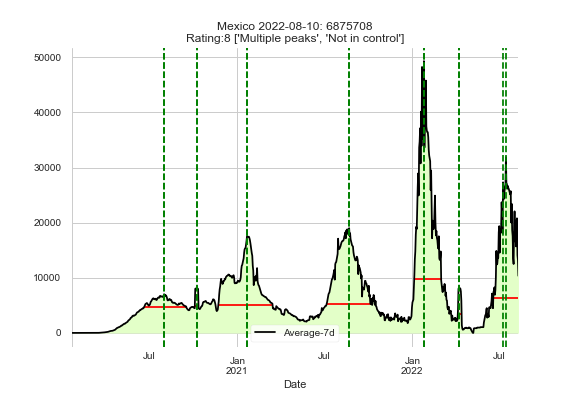 Mexico 2022-08-10: 6875708
Rating:8 ['Multiple peaks', 'Not in control']
50000
40000
30000
20000
10000
0
Average-7d
Jul
Jan
2021
Jul
Jan
2022
Jul
Date